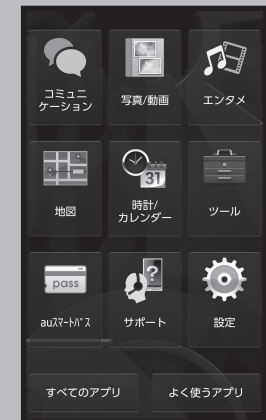 コミュニ
ケーション
写真/動画
エンタメ
地図
31
時計/
カレンダー
ツール
pass
?
auｽﾏｰﾄﾊﾟｽ
サポート
設定
すべてのアプリ
よく使うアプリ